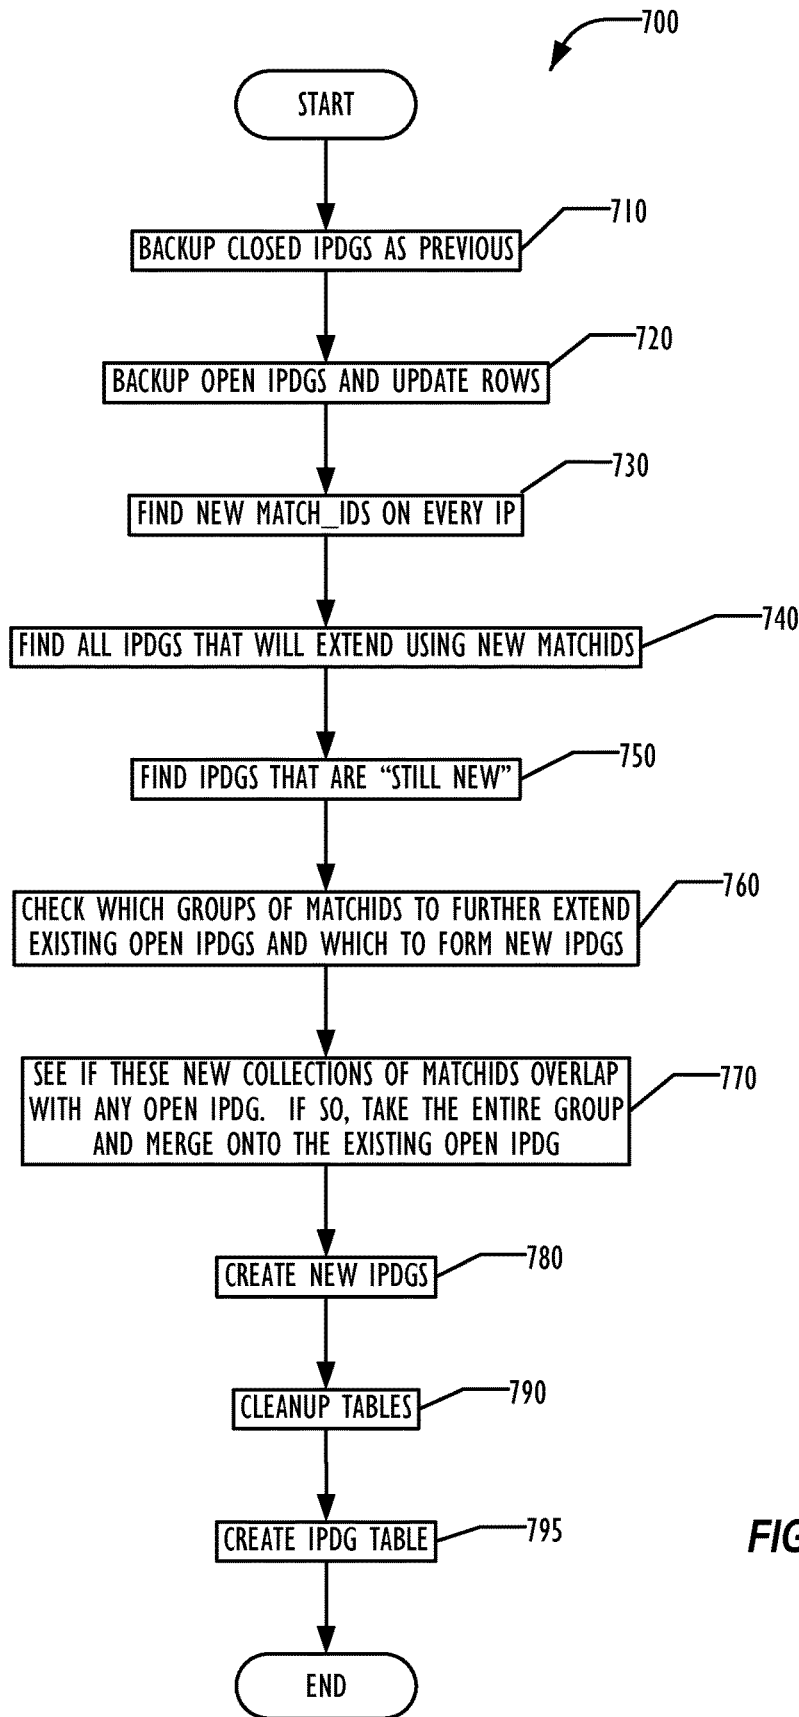 700
START
710
BACKUP CLOSED IPDGS AS PREVIOUS
720
BACKUP OPEN IPDGS AND UPDATE ROWS
730
FIND NEW MATCH_IDS ON EVERY IP
740
FIND ALL IPDGS THAT WILL EXTEND USING NEW MATCHIDS
750
FIND IPDGS THAT ARE “STILL NEW”
760
CHECK WHICH GROUPS OF MATCHIDS TO FURTHER EXTEND
EXISTING OPEN IPDGS AND WHICH TO FORM NEW IPDGS
770
SEE IF THESE NEW COLLECTIONS OF MATCHIDS OVERLAP
WITH ANY OPEN IPDG. IF SO, TAKE THE ENTIRE GROUP
AND MERGE ONTO THE EXISTING OPEN IPDG
780
CREATE NEW IPDGS
790
CLEANUP TABLES
795
CREATE IPDG TABLE
FIG
END